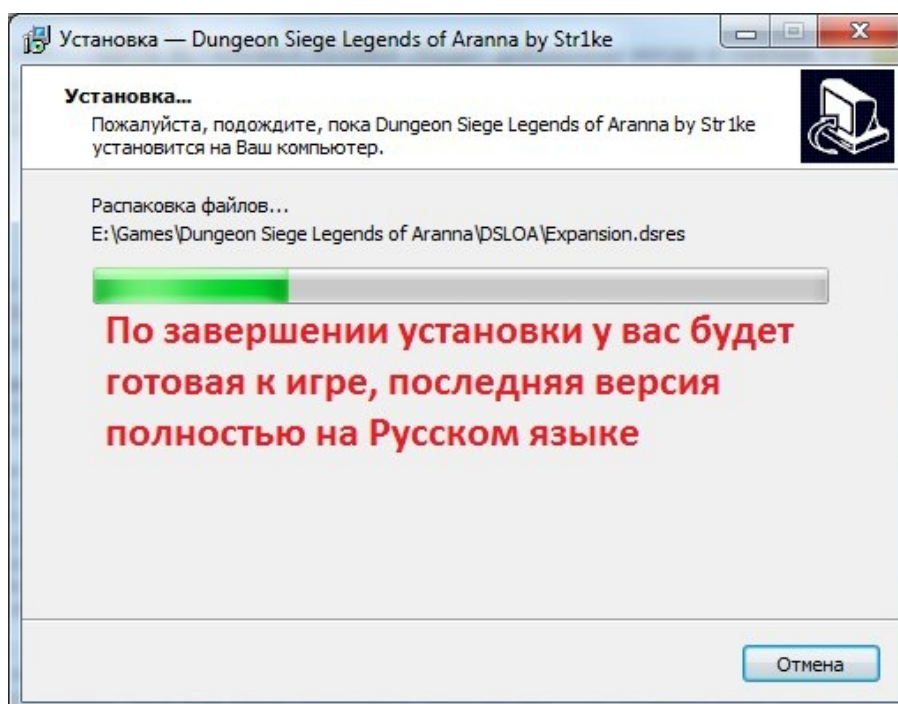 Установка — Dungeon Siege Legends of Aranna by Str1ke
Установка...
Пожалуйста, подождите, пока Dungeon Siege Legends of Aranna by Str1ke
установится на Ваш компьютер.
Распаковка файлов...
E:\Games\Dungeon Siege Legends of Aranna\DSLOA\Expansion.dsres
По завершении установки у вас будет
готовая к игре, последняя версия
полностью на Русском языке
Отмена